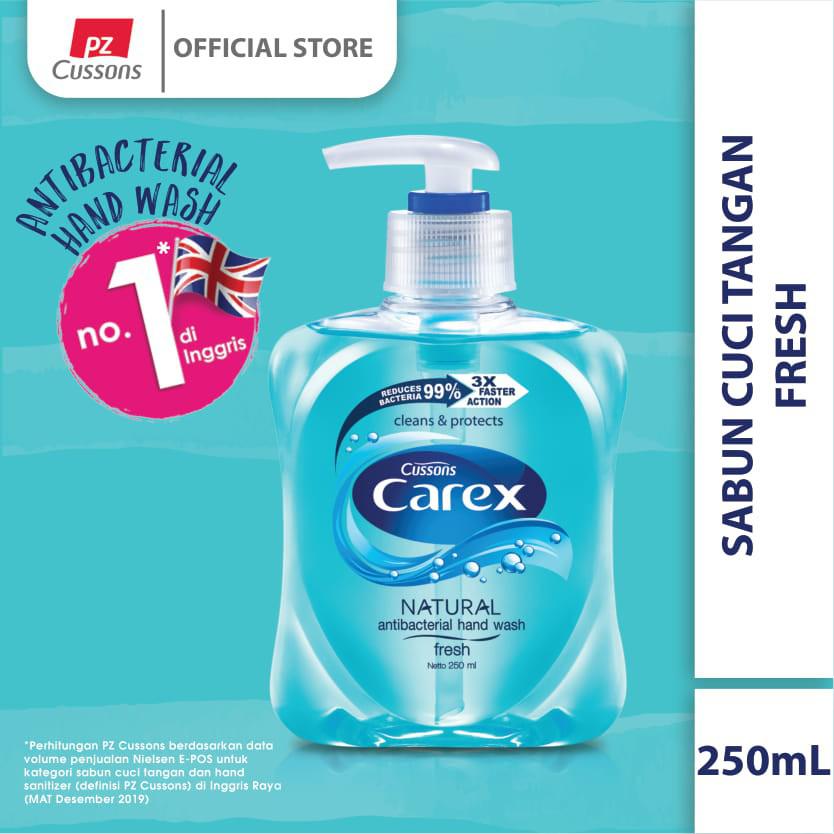 PZ
Cussons
OFFICIAL STORE
ANTIBACTERIAL
HAND WASH
no.1*
di
Inggris
REDUCES
BACTERIA 99%
3X
FASTER
ACTION
cleans & protects
Cussons
Carex
NATURAL
antibacterial hand wash
fresh
Netto 250 ml
SABUN CUCI TANGAN
FRESH
250mL
*Perhitungan PZ Cussons berdasarkan data
volume penjualan Nielsen E-POS untuk
kategori sabun cuci tangan dan hand
sanitizer (definisi PZ Cussons) di Inggris Raya
(MAT Desember 2019)